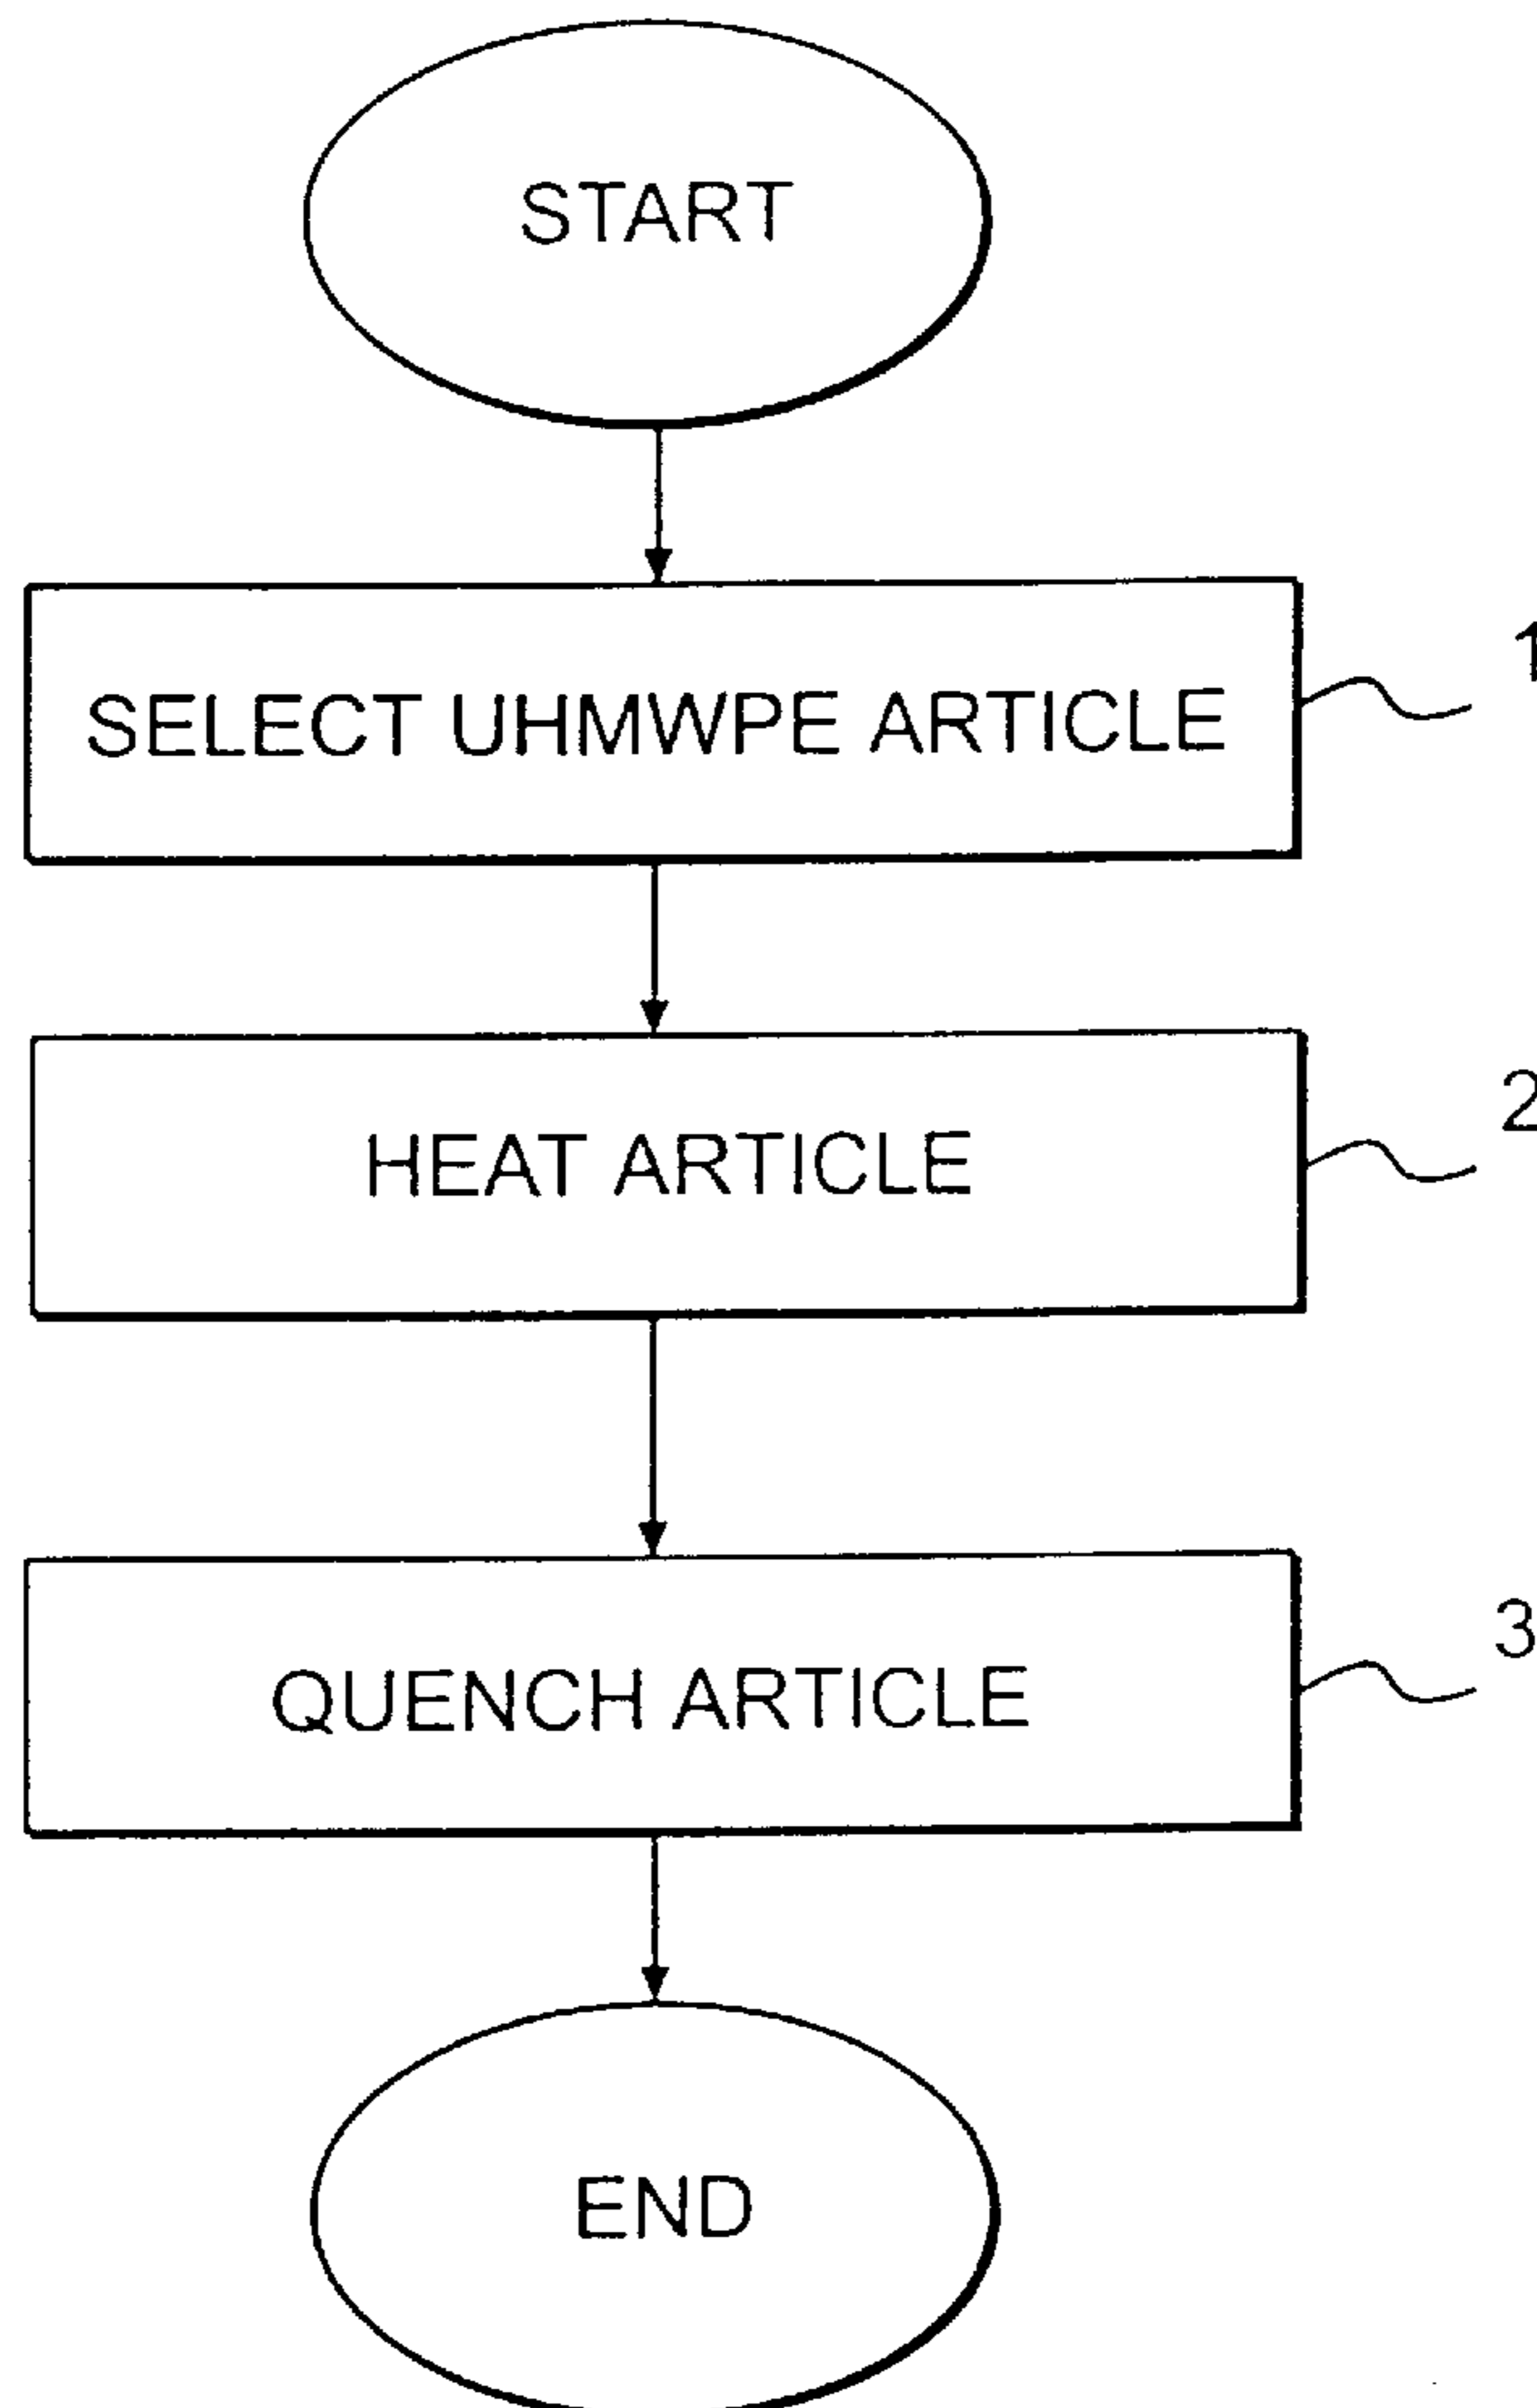 START
1
SELECT UHMWPE ARTICLE
2
HEAT ARTICLE
3
QUENCH ARTICLE
END